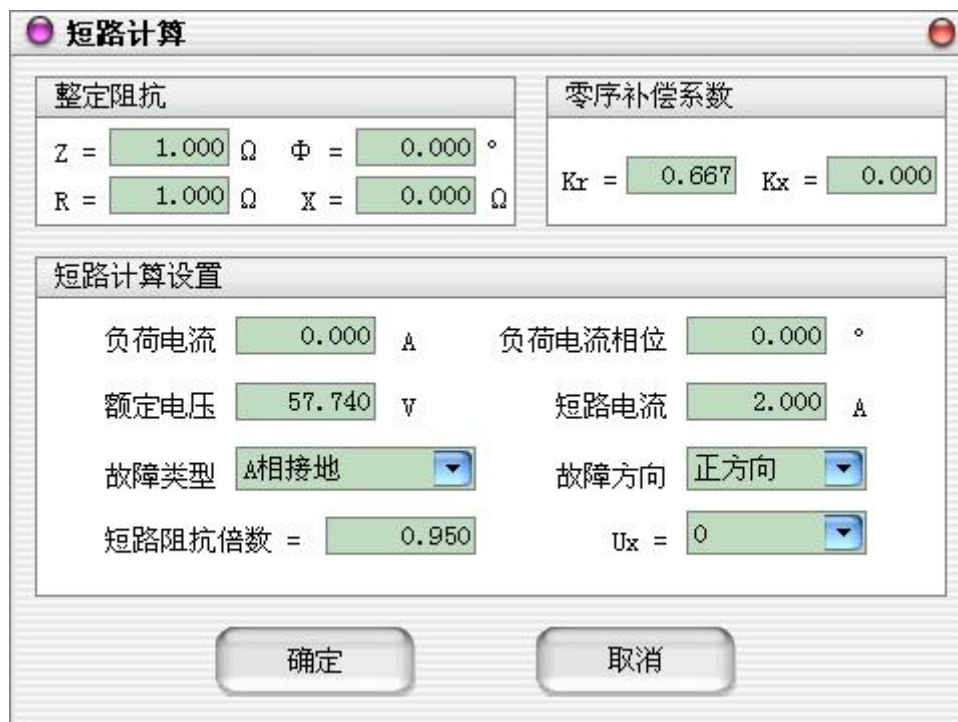 短路计算
整定阻抗
Z = 1.000 Ω Φ = 0.000 °
R = 1.000 Ω X = 0.000 Ω
零序补偿系数
Kr = 0.667 Kx = 0.000
短路计算设置
负荷电流 0.000 A 负荷电流相位 0.000 °
额定电压 57.740 V 短路电流 2.000 A
故障类型 A相接地 故障方向 正方向
短路阻抗倍数 = 0.950 Ux = 0
确定 取消